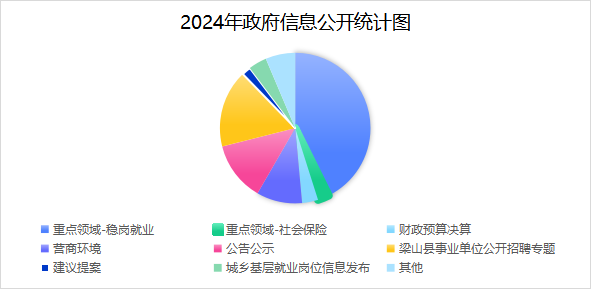 2024年政府信息公开统计图
重点领域-稳岗就业 重点领域-社会保险 财政预算决算
营商环境 公告公示 梁山县事业单位公开招聘专题
建议提案 城乡基层就业岗位信息发布 其他